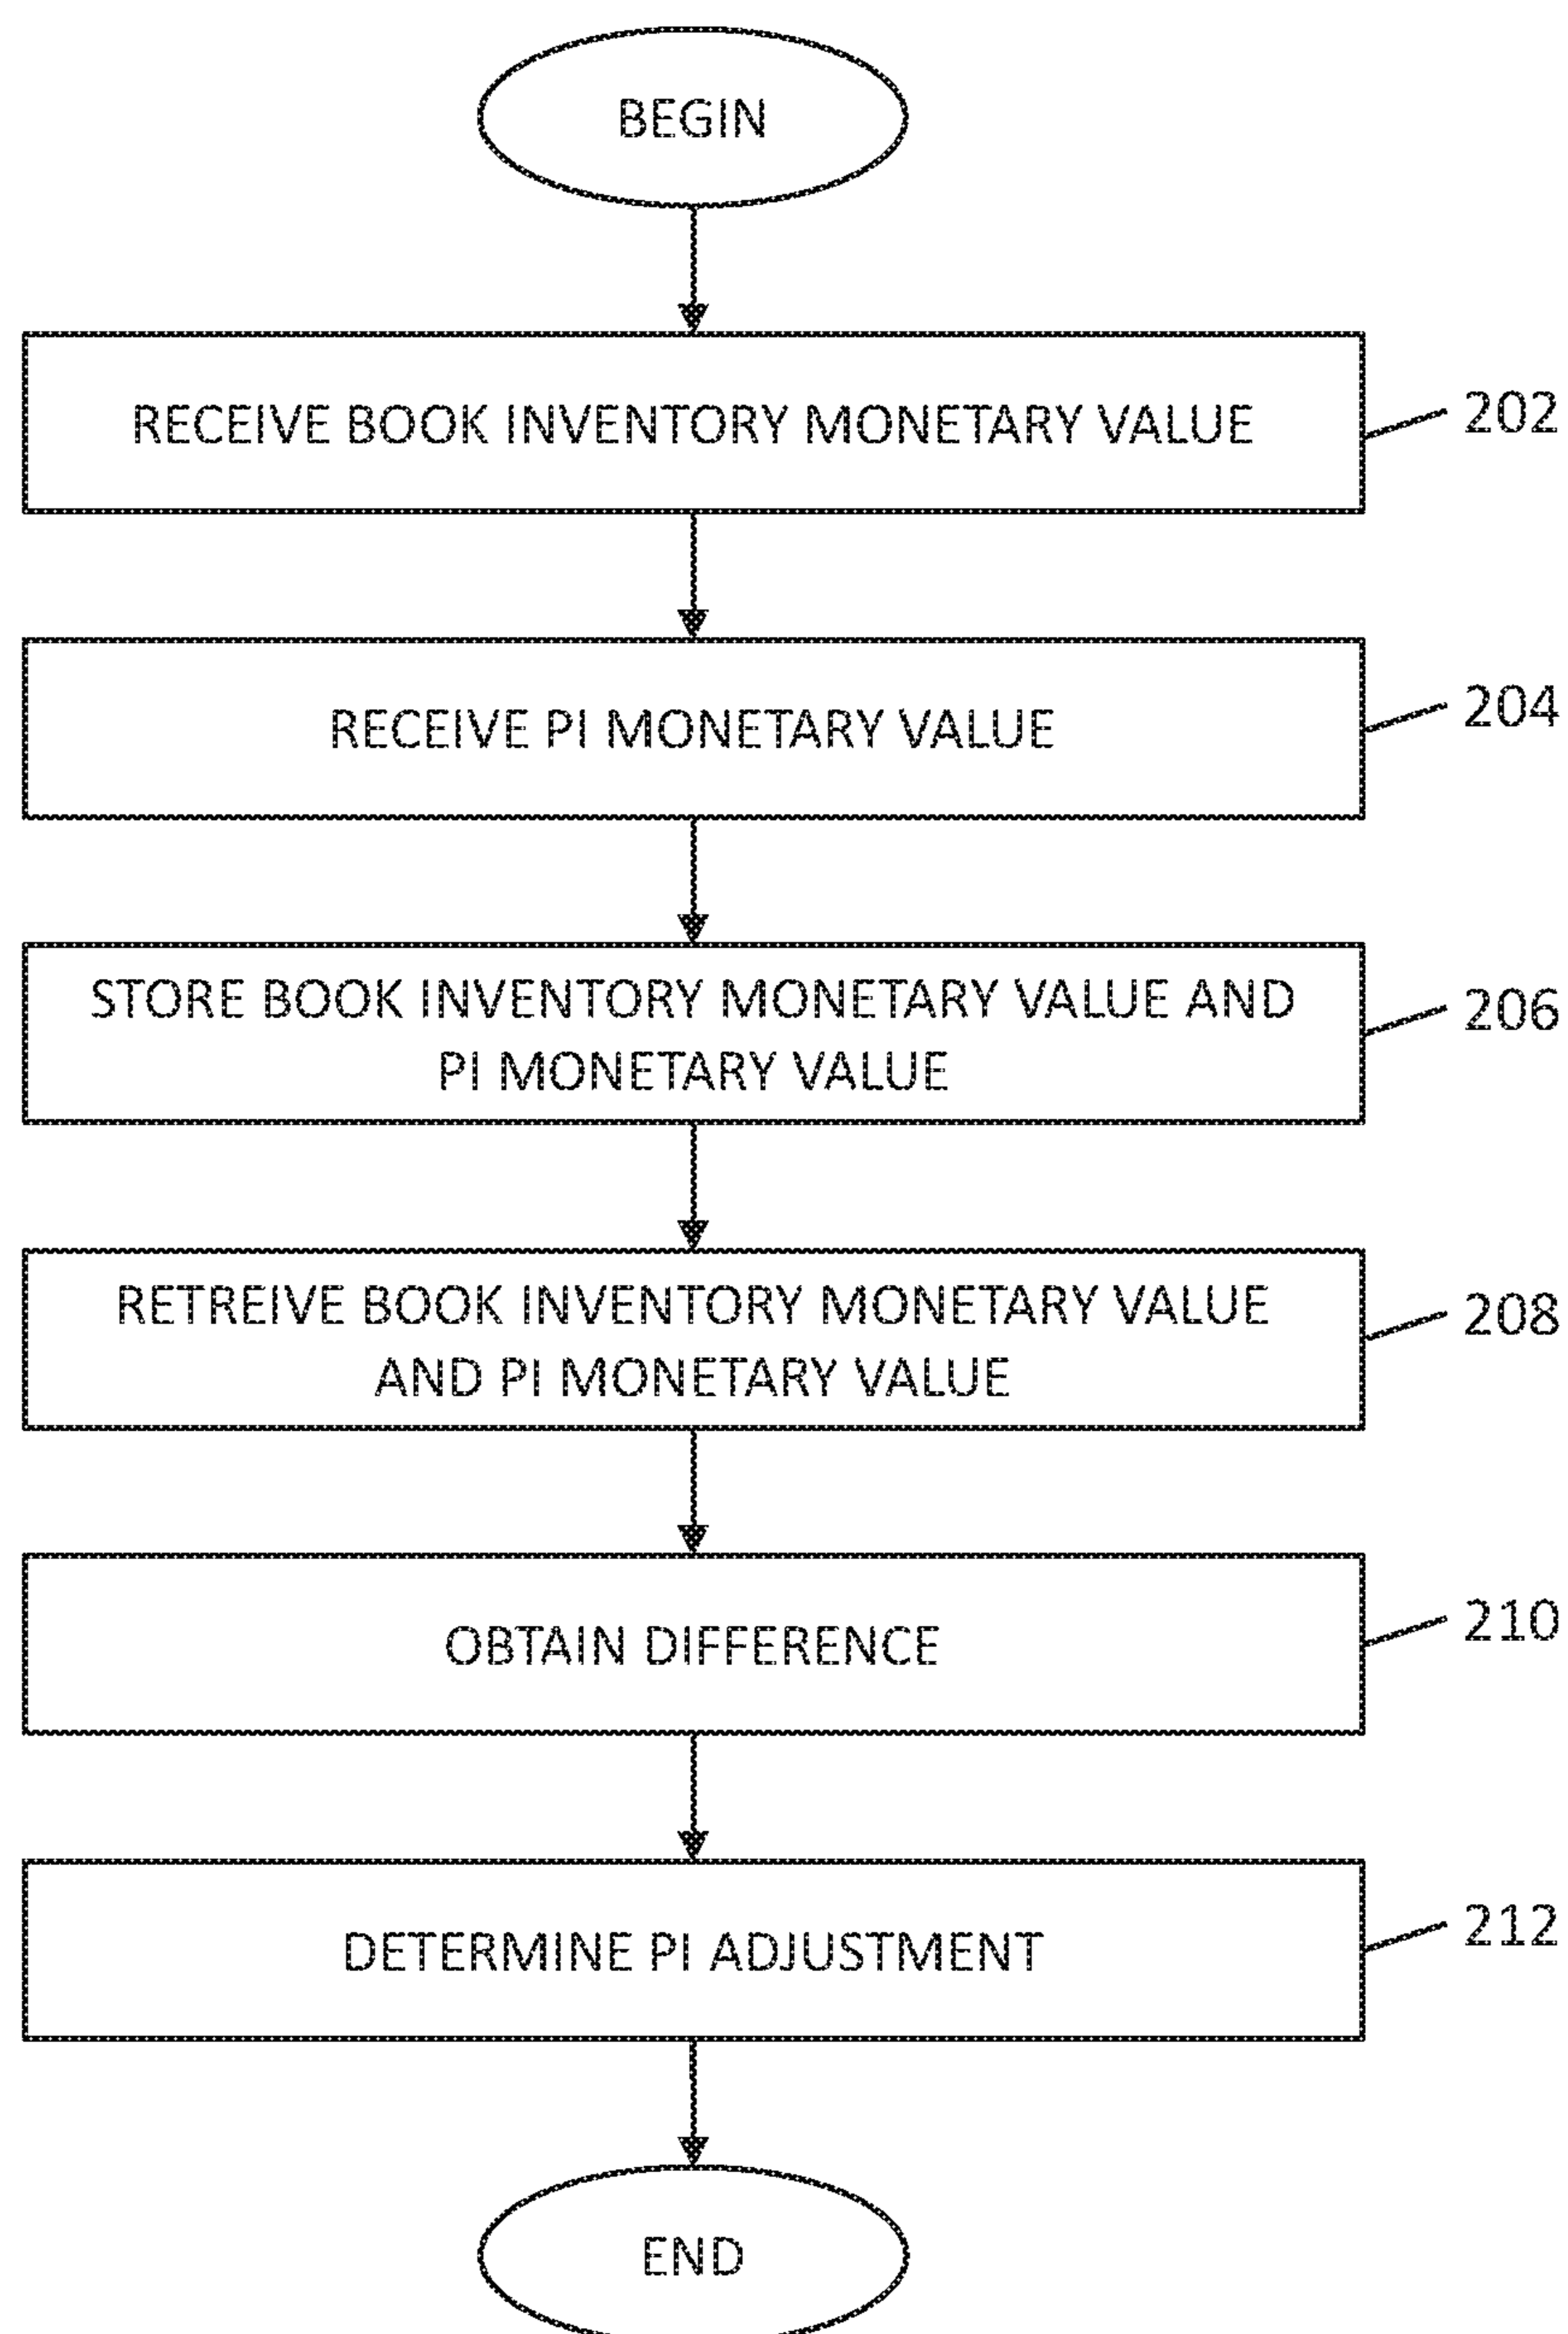 BEGIN
RECEIVE BOOK INVENTORY MONETARY VALUE
202
RECEIVE PI MONETARY VALUE
204
STORE BOOK INVENTORY MONETARY VALUE AND
PI MONETARY VALUE
206
RETREIVE BOOK INVENTORY MONETARY VALUE
AND PI MONETARY VALUE
208
OBTAIN DIFFERENCE
210
DETERMINE PI ADJUSTMENT
212
END